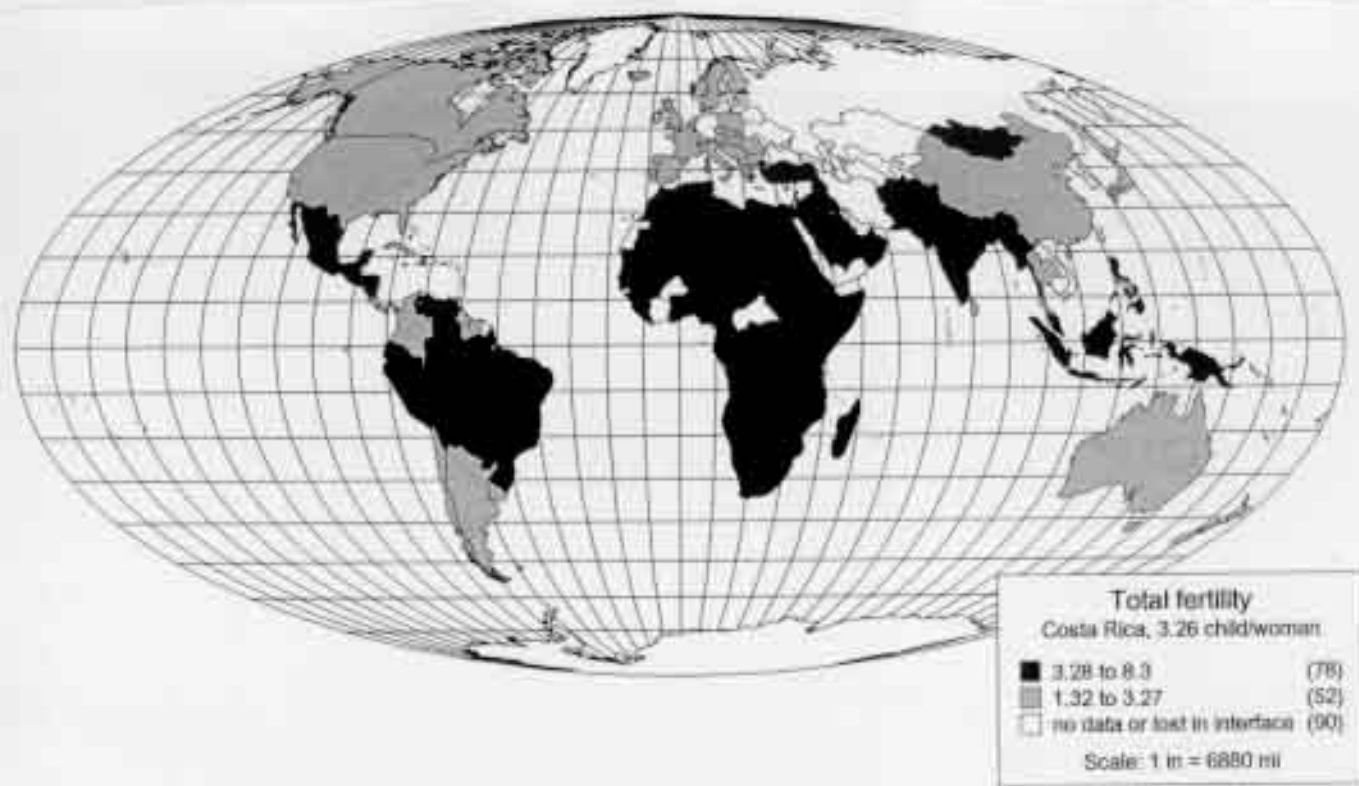 Total fertility
Costa Rica, 3.26 child/woman
3.28 to 8.3 (78)
1.32 to 3.27 (52)
no data or lost in interface (90)
Scale: 1 in = 6880 mi